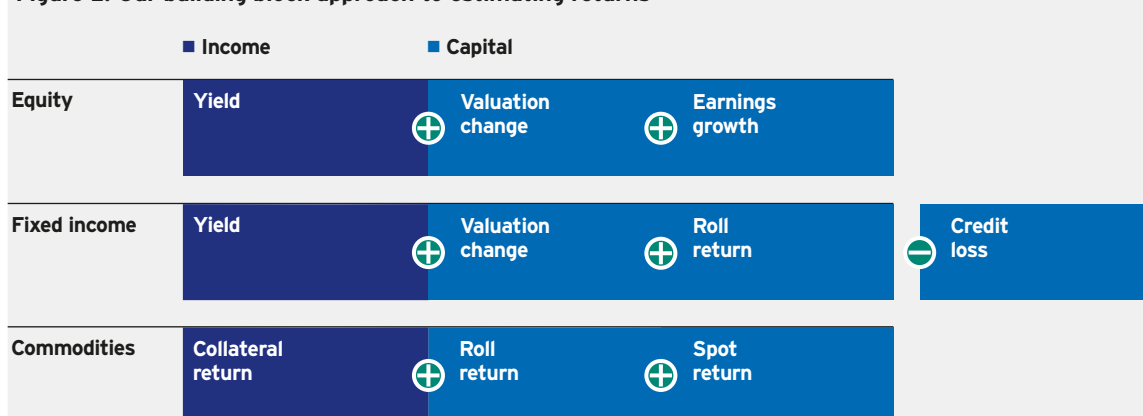 Income
Capital
Equity
Yield
Valuation
change
Earnings
growth
Fixed income
Yield
Valuation
change
Roll
return
Credit
loss
Commodities
Collateral
return
Roll
return
Spot
return